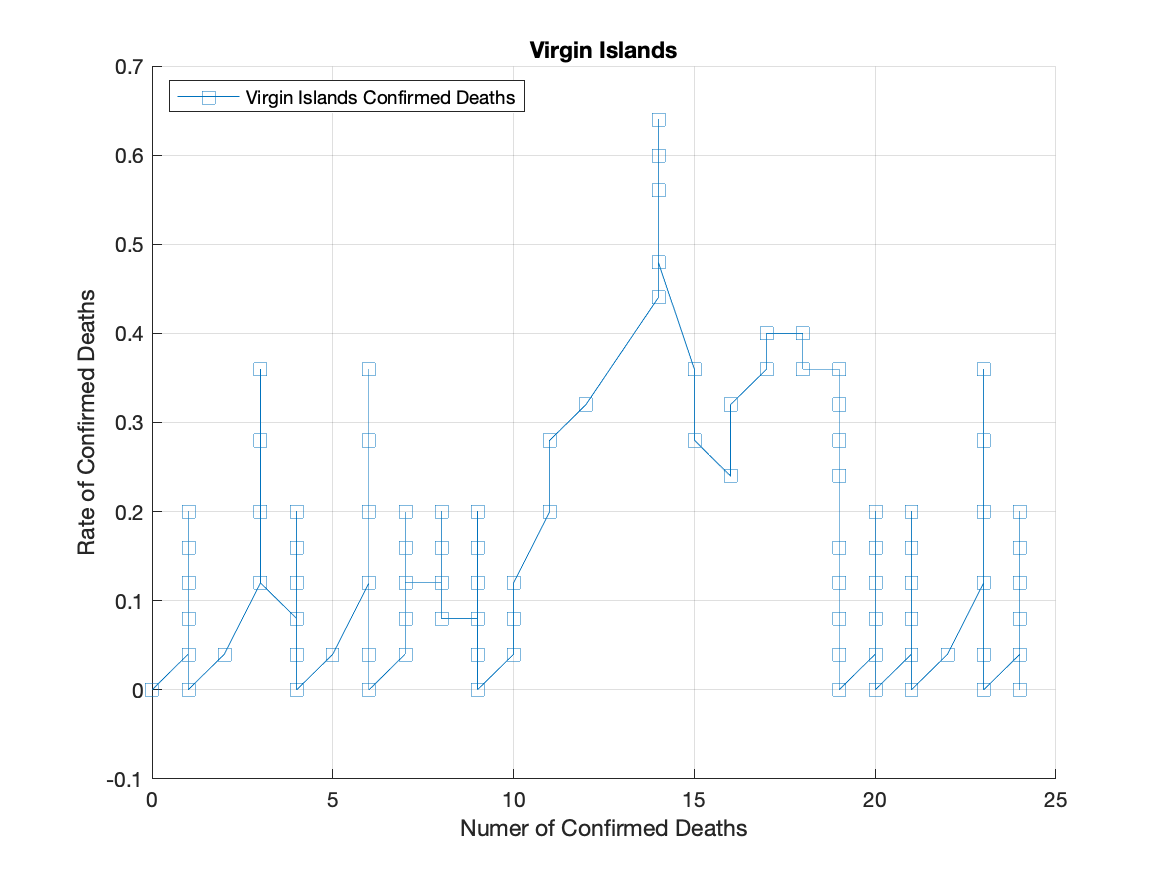 Virgin Islands
Virgin Islands Confirmed Deaths
Rate of Confirmed Deaths
0.7
0.6
0.5
0.4
0.3
0.2
0.1
0
-0.1
0 5 10 15 20 25
Numer of Confirmed Deaths